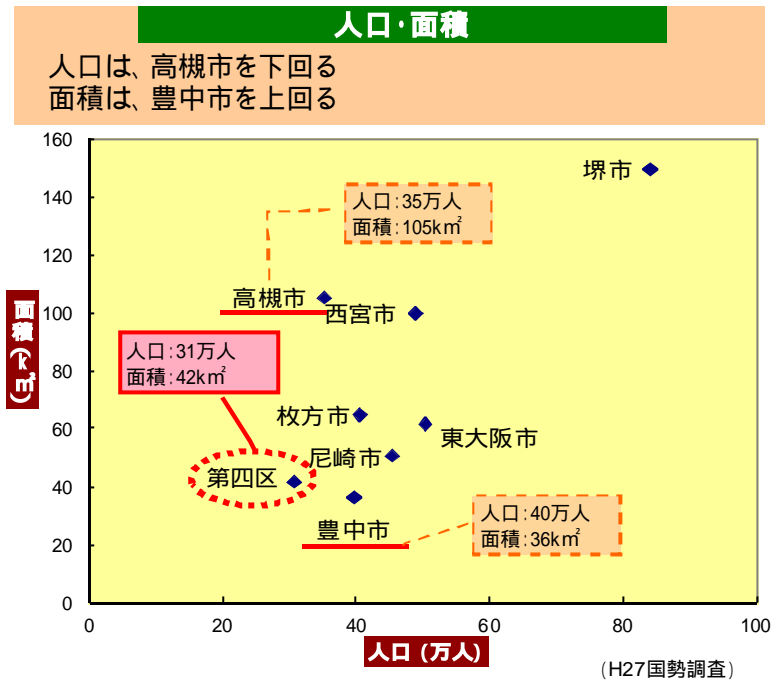 人口・面積
人口は、高槻市を下回る
面積は、豊中市を上回る
160
140
120
100
80
60
40
20
0
面積(k㎡)
堺市
人口:35万人
面積:105k㎡
高槻市
西宮市
人口:31万人
面積:42k㎡
枚方市
東大阪市
尼崎市
第四区
豊中市
人口:40万人
面積:36k㎡
0
20
40
60
80
100
人口 (万人)
(H27国勢調査)